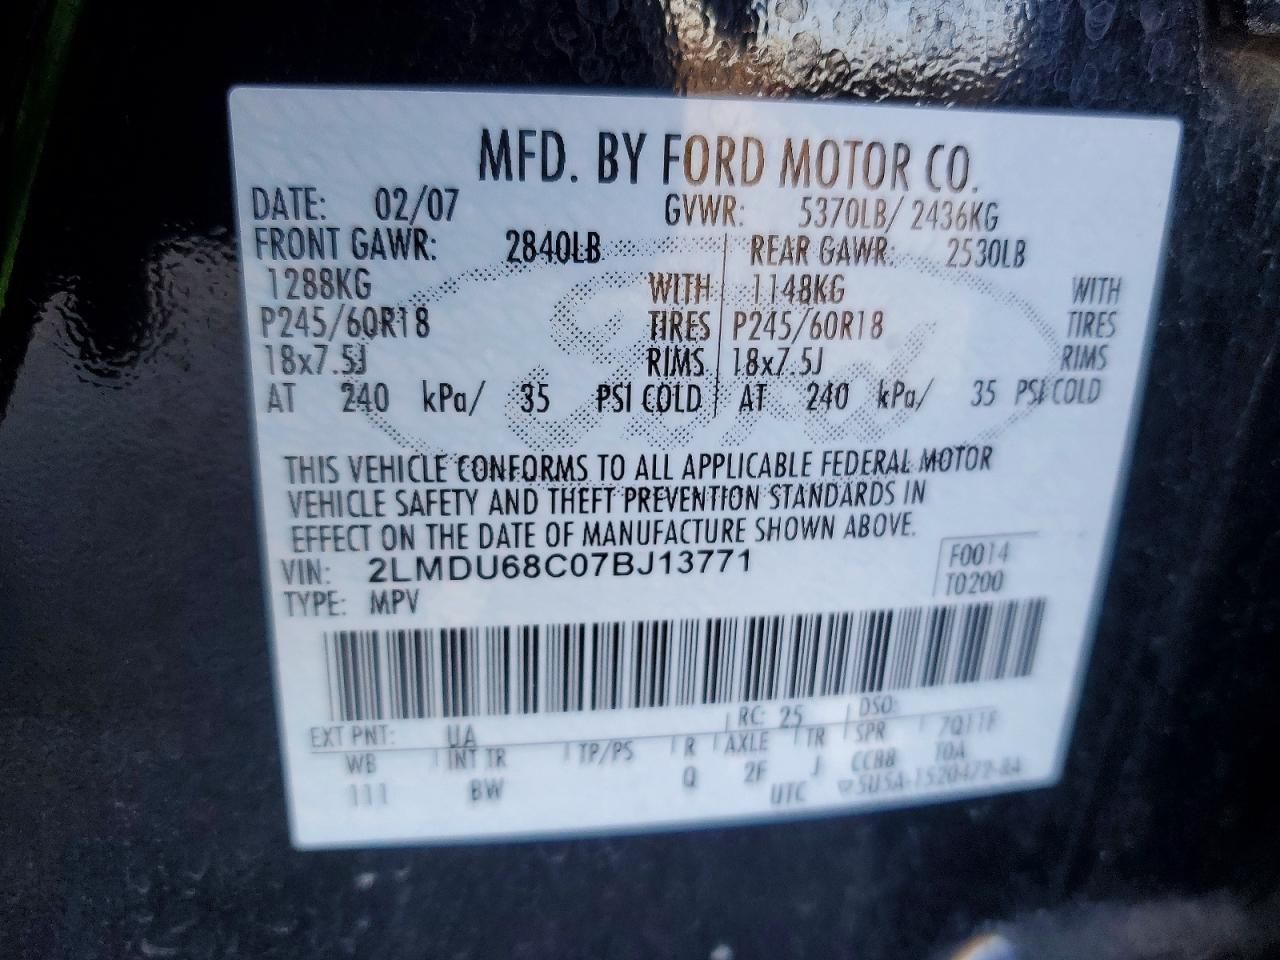 MFD. BY FORD MOTOR CO.
DATE: 02/07 GVWR: 5370LB/ 2436KG
FRONT GAWR: 2840LB REAR GAWR: 2530LB
1288KG WITH 1148KG WITH
P245/60R18 TIRES P245/60R18 TIRES
18x7.5J RIMS 18x7.5J RIMS
AT 240 kPa/ 35 PSI COLD AT 240 kPa/ 35 PSI COLD
THIS VEHICLE CONFORMS TO ALL APPLICABLE FEDERAL MOTOR
VEHICLE SAFETY AND THEFT PREVENTION STANDARDS IN
EFFECT ON THE DATE OF MANUFACTURE SHOWN ABOVE.
VIN: 2LMDU68C07BJ13771 F0014
TYPE: MPV T0200
EXT PNT: UA RC: 25 DSO:
WB INT TR TP/PS R AXLE TR SPR
111 BW Q 2F J CCBB TOA
UTC